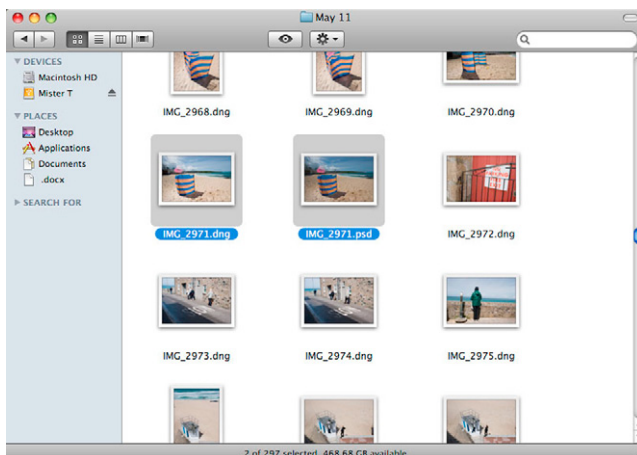 May 11
DEVICES
Macintosh HD
Mister T
PLACES
Desktop
Applications
Documents
.docx
SEARCH FOR
IMG_2968.dng
IMG_2969.dng
IMG_2970.dng
IMG_2971.dng
IMG_2971.psd
IMG_2972.dng
IMG_2973.dng
IMG_2974.dng
IMG_2975.dng
2 of 297 selected, 468.68 GB available